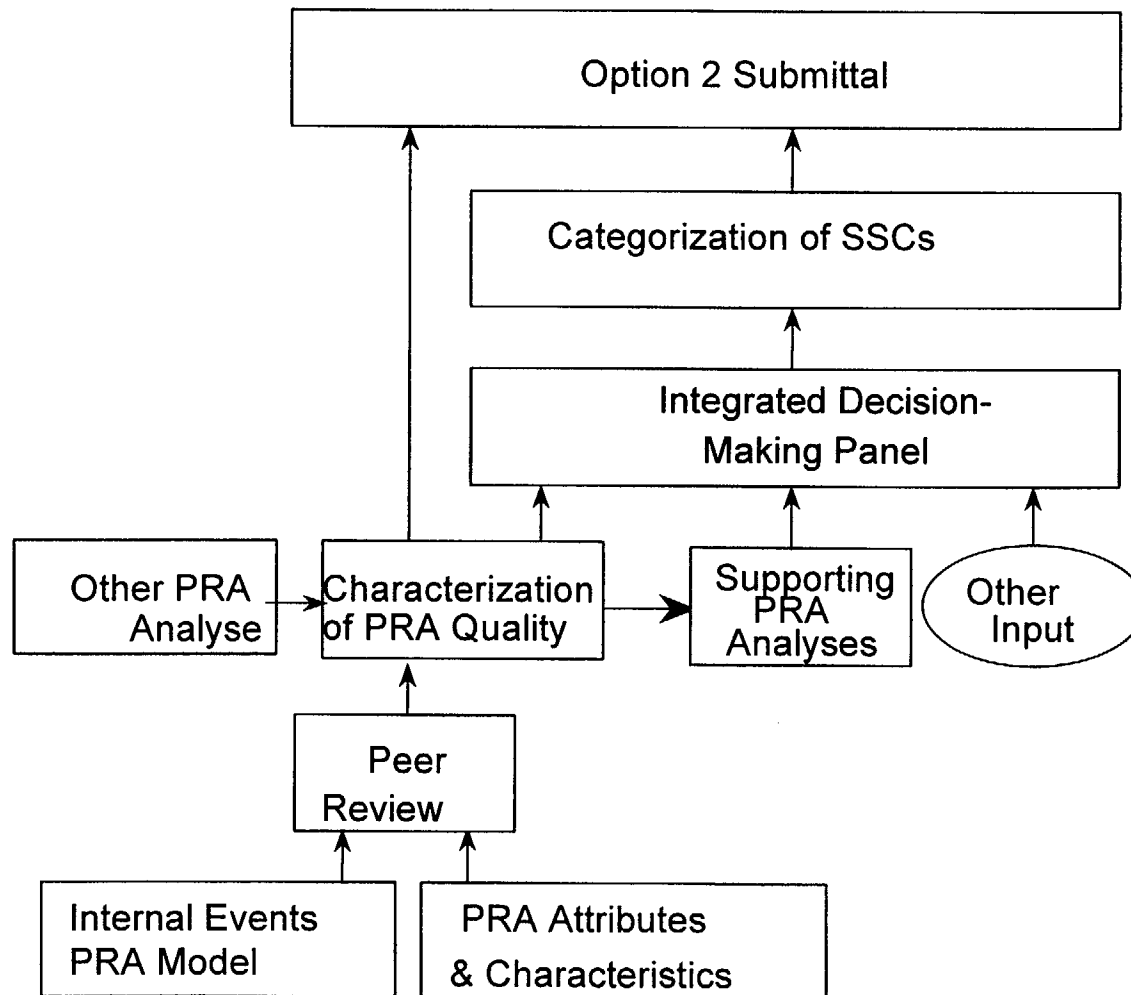 Option 2 Submittal
Categorization of SSCs
Integrated Decision-
Making Panel
Other PRA
Analyse
Characterization
of PRA Quality
Supporting
PRA
Analyses
Other
Input
Peer
Review
Internal Events
PRA Model
PRA Attributes
& Characteristics